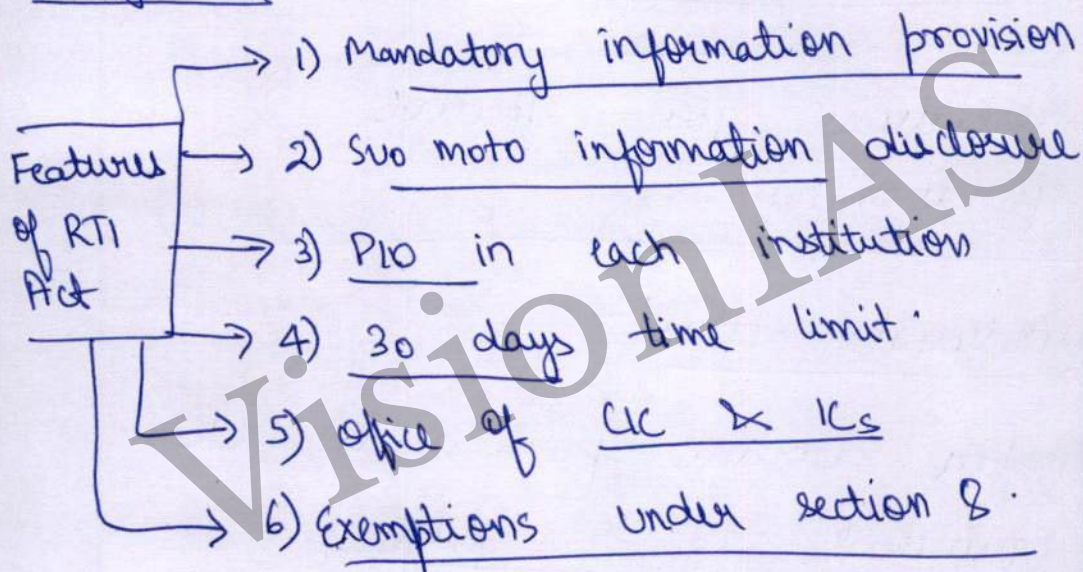 1) Mandatory information provision
2) Suo moto information disclosure
Features
of RTI
Act
3) PIO in each institution
4) 30 days time limit.
5) office of CIC & ICs
6) Exemptions under section 8.
VisionIAS